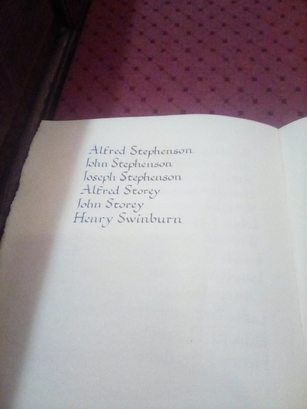 Alfred Stephenson
John Stephenson
Joseph Stephenson
Alfred Storey
John Storey
Henry Swinburn